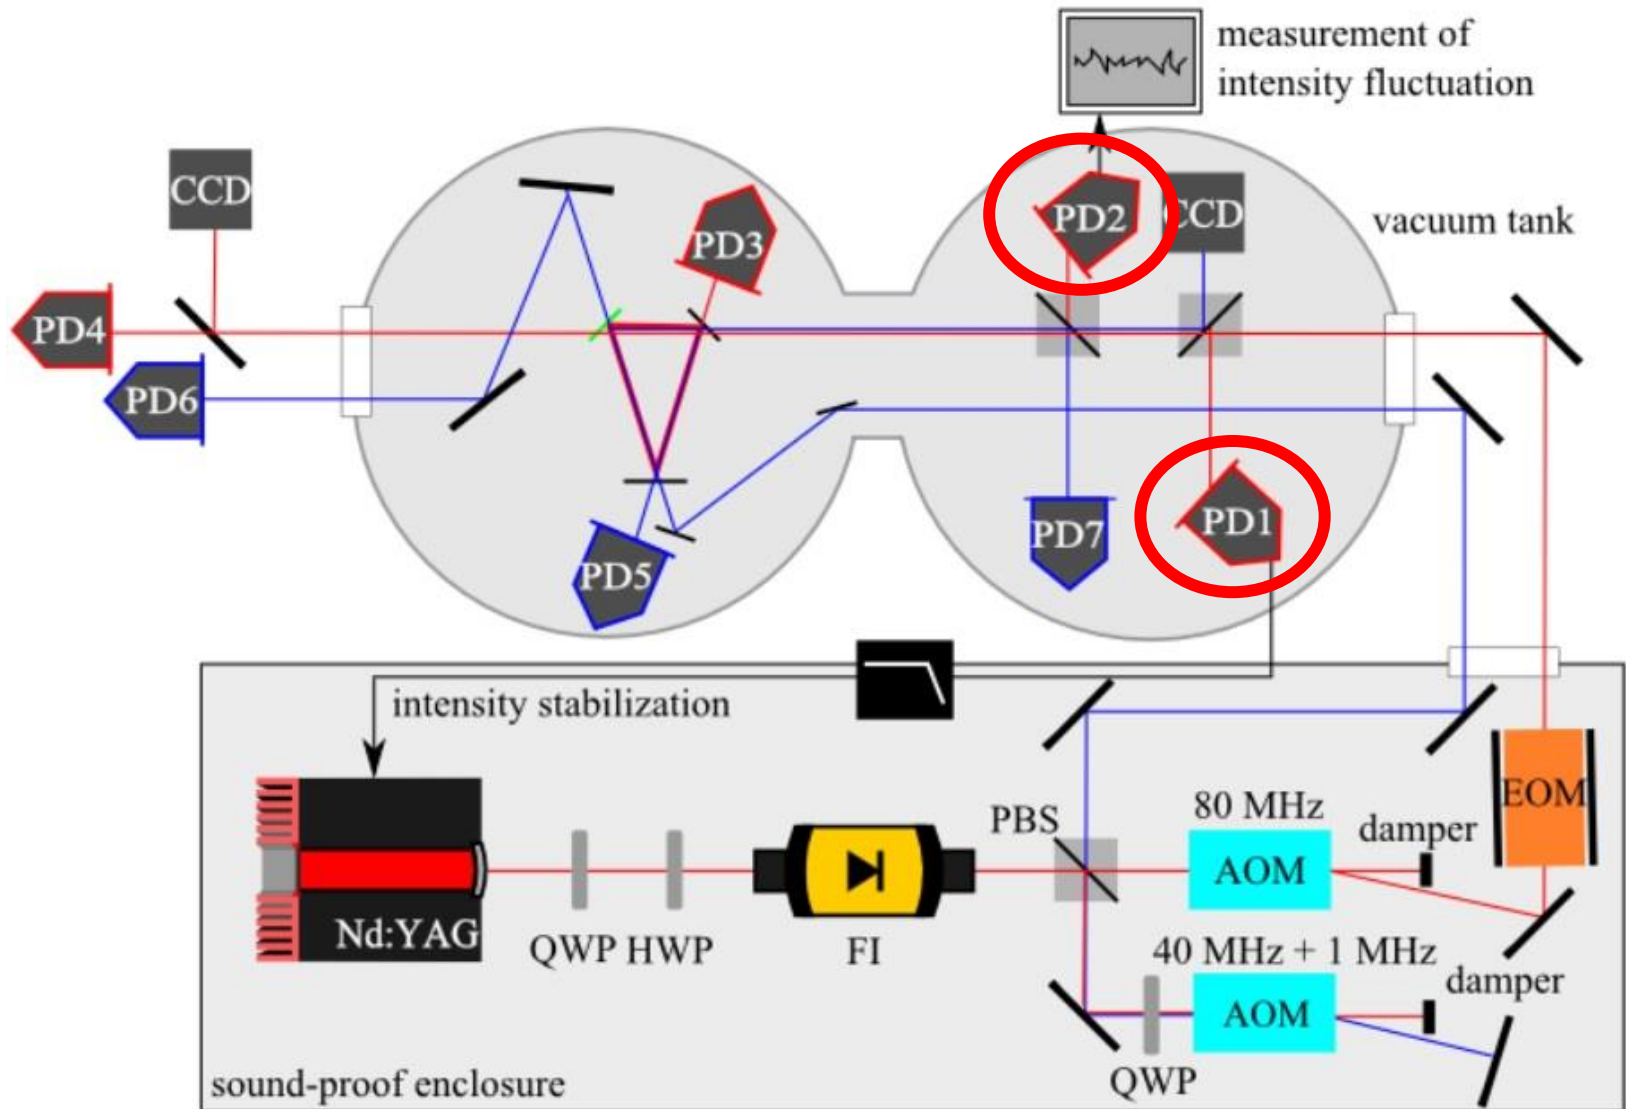 measurement of
intensity fluctuation
CCD
PD2
CCD
vacuum tank
PD3
PD4
PD6
PD1
PD7
PD5
intensity stabilization
EOM
80 MHz
PBS
damper
AOM
Nd:YAG
QWP HWP
FI
40 MHz + 1 MHz
damper
AOM
QWP
sound-proof enclosure